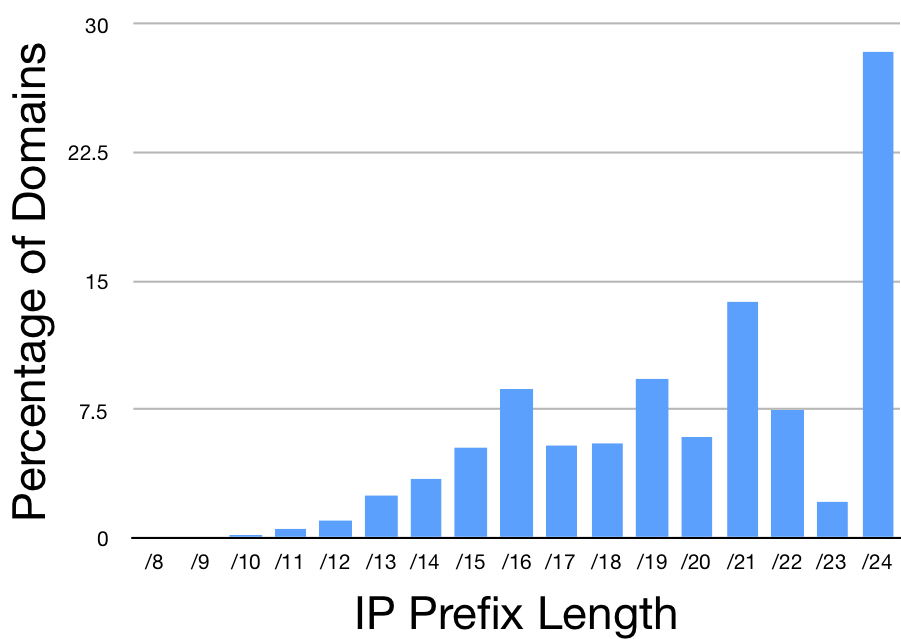 Percentage of Domains
30
22.5
15
7.5
0
/8 /9 /10 /11 /12 /13 /14 /15 /16 /17 /18 /19 /20 /21 /22 /23 /24
IP Prefix Length